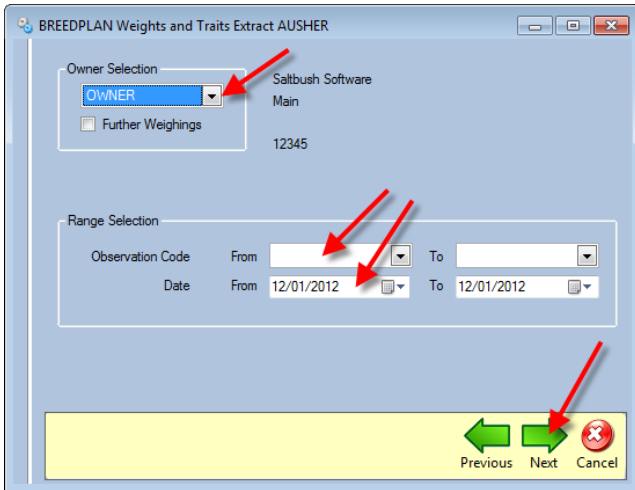 BREEDPLAN Weights and Traits Extract AUSHER
Owner Selection
OWNER
Further Weighings
Saltbush Software
Main
12345
Range Selection
Observation Code From To
Date From 12/01/2012 To 12/01/2012
Previous Next Cancel